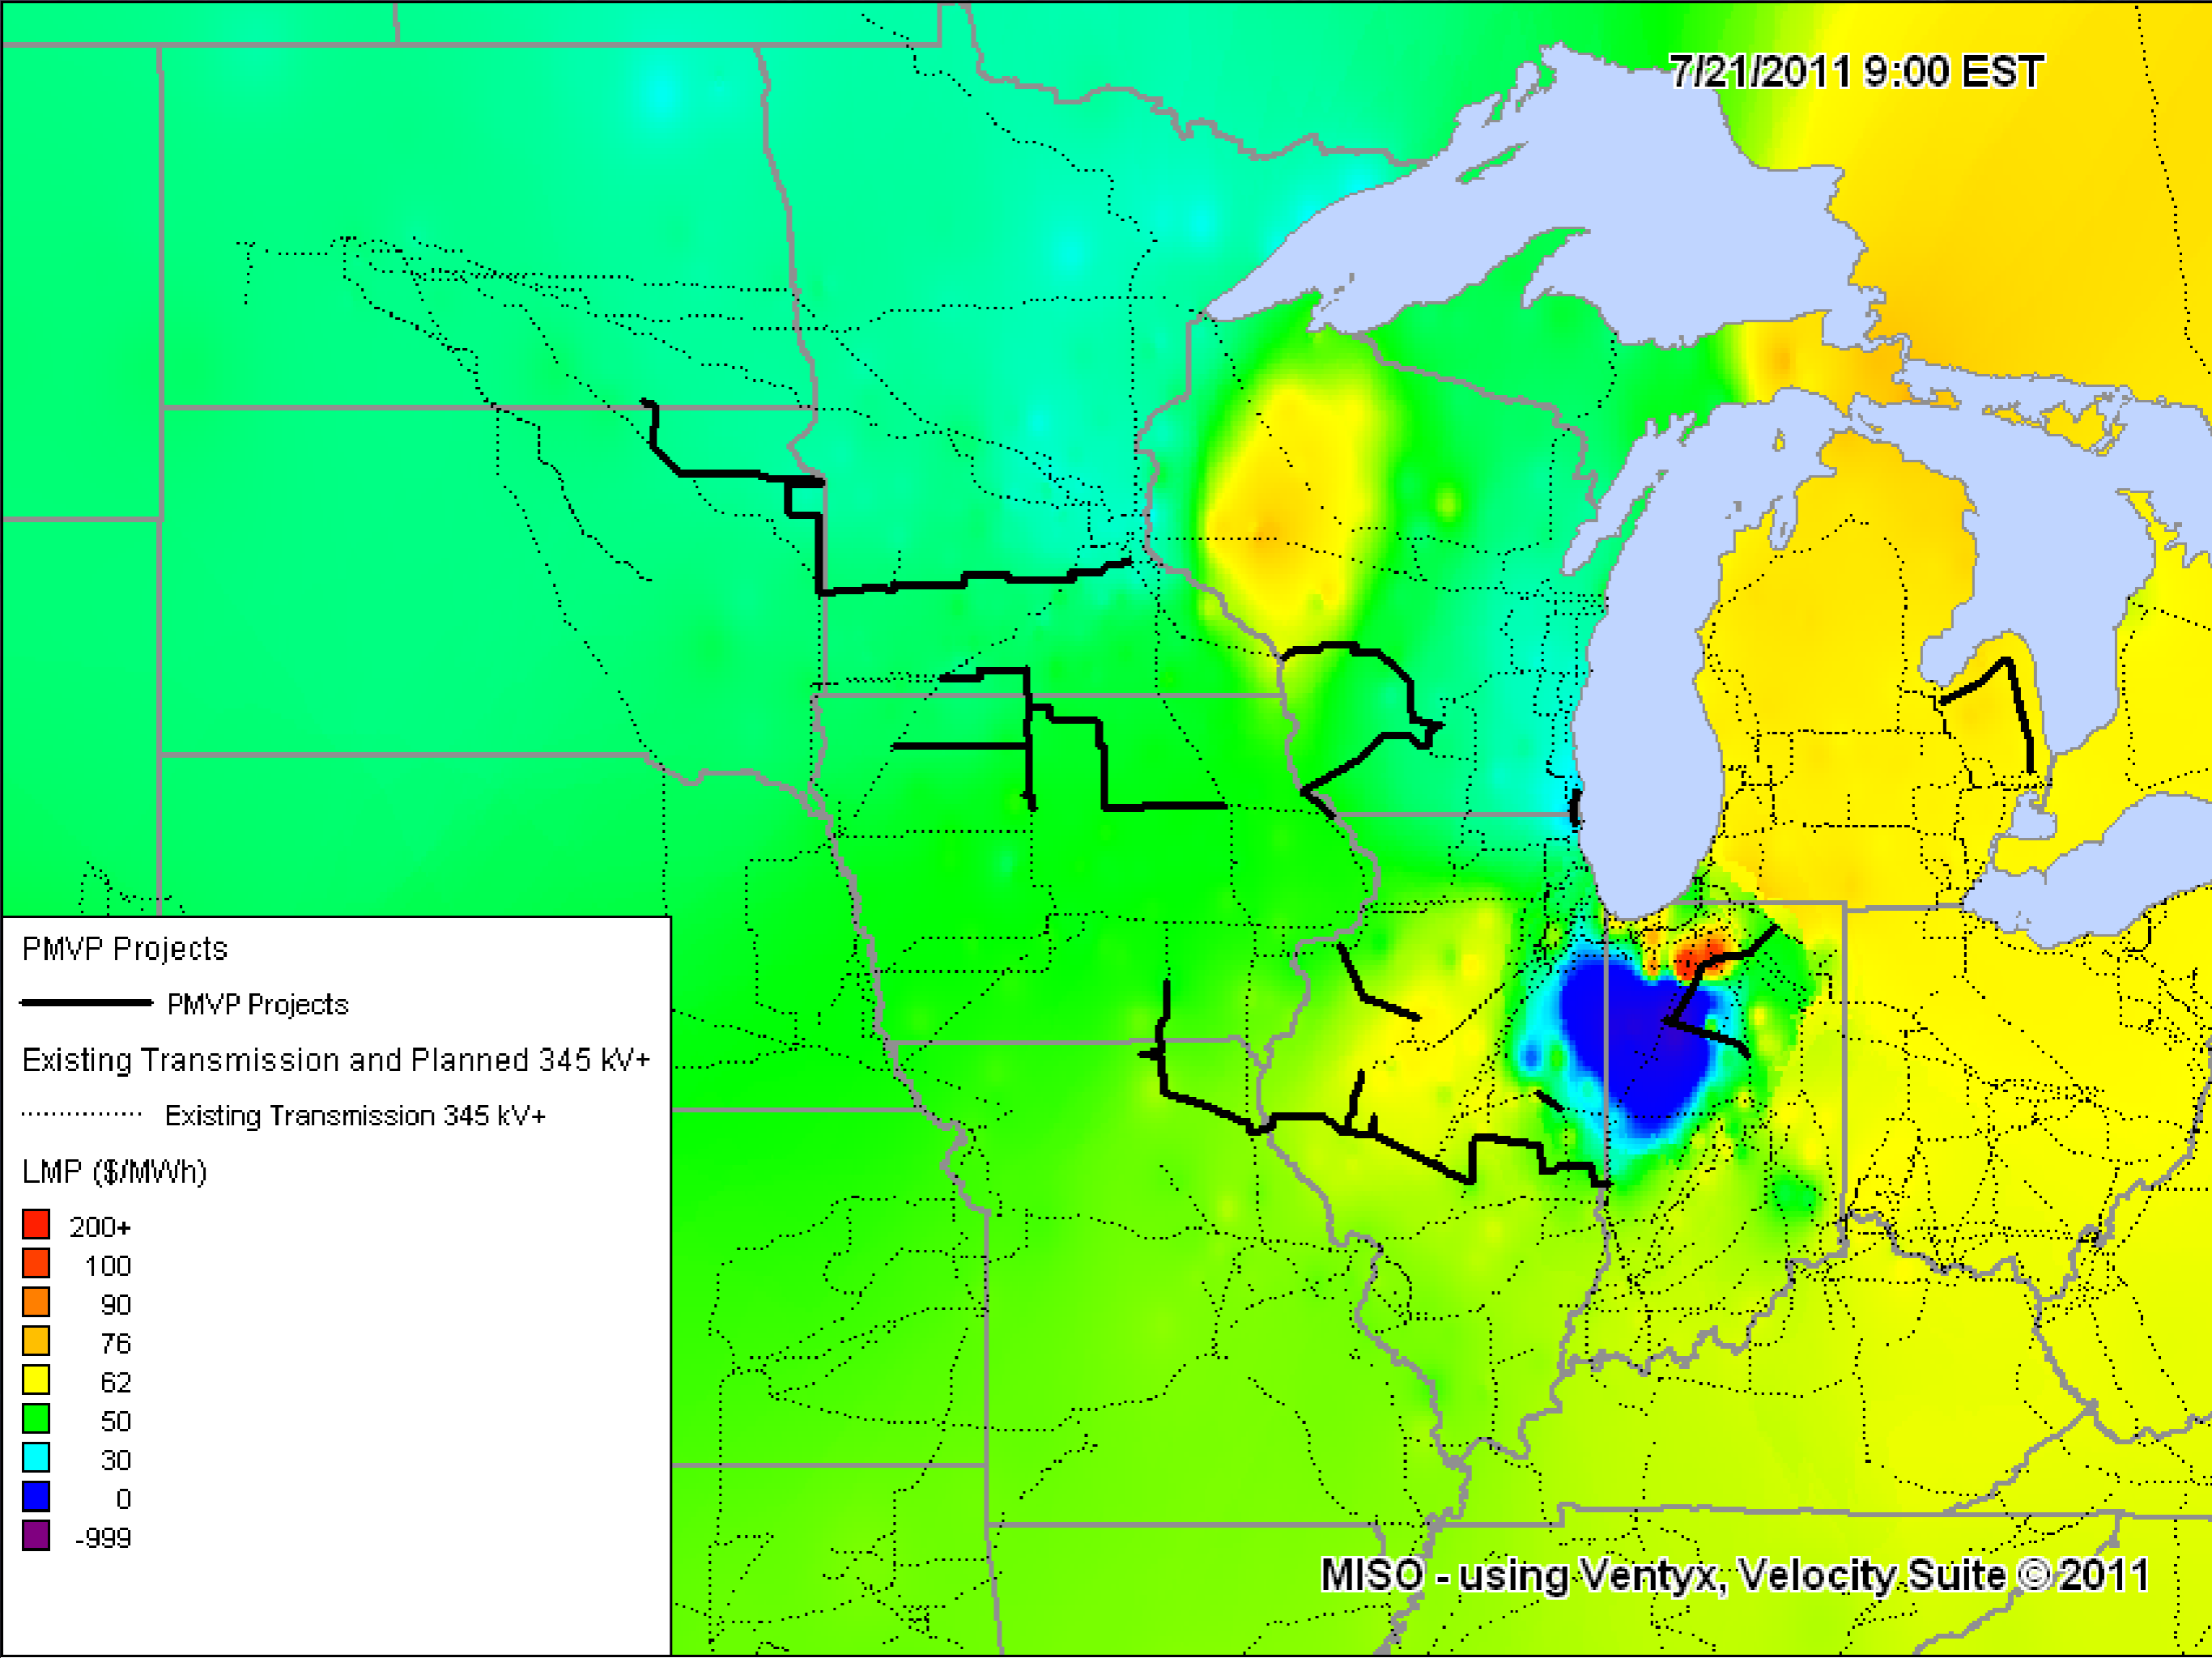 7/21/2011 9:00 EST
PMVP Projects
PMVP Projects
Existing Transmission and Planned 345 kV+
Existing Transmission 345 kV+
LMP ($/MWh)
200+
100
90
76
62
50
30
0
-999
MISO - using Ventyx, Velocity Suite © 2011